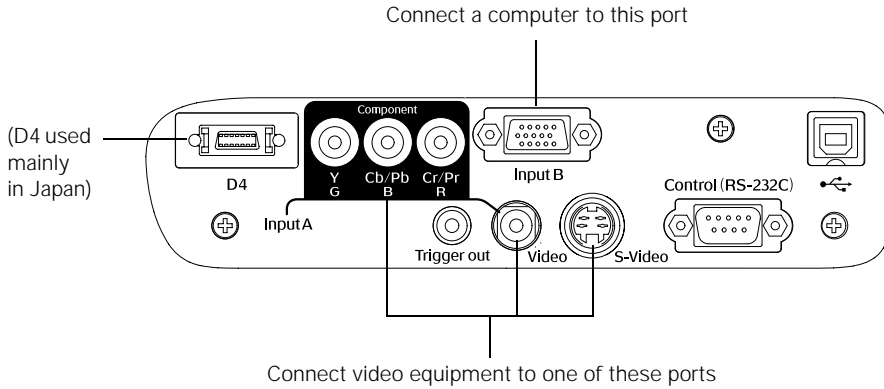 Connect a computer to this port
(D4 used
mainly
in Japan)
Component
Y
G
Cb/Pb
B
Cr/Pr
R
D4
Input B
Control (RS-232C)
Input A
Trigger out
Video
S-Video
Connect video equipment to one of these ports